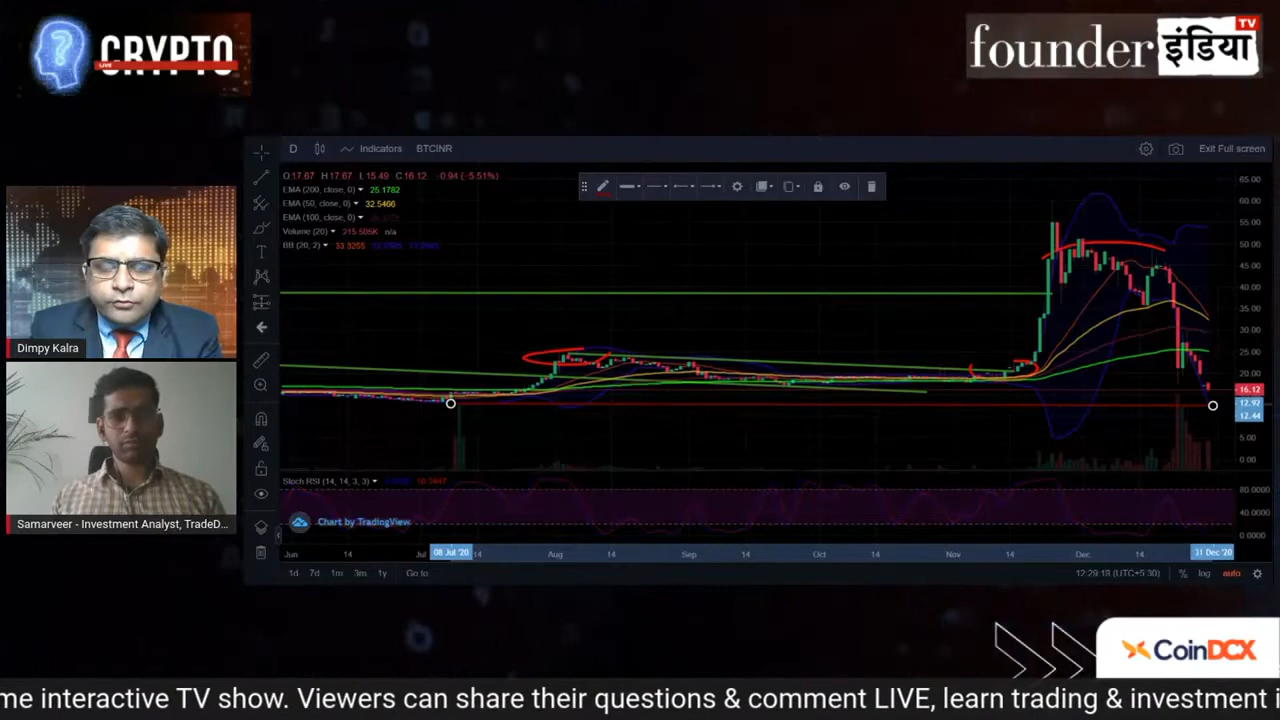 CRYPTO
LIVE
founder इंडिया TV
D Indicators BTCINR Exit Full screen
O17.67 H17.67 L15.49 C16.12 -0.94 (-5.51%)
EMA (200, close, 0) 25.1782
EMA (50, close, 0) 32.5466
EMA (100, close, 0)
Volume (20) 215.505K n/a
BB (20, 2) 33.3255
65.00
60.00
55.00
50.00
45.00
40.00
35.00
30.00
25.00
20.00
16.12
12.92
12.44
5.00
0.00
Dimpy Kalra
Samarveer - Investment Analyst, TradeD...
Stoch RSI (14, 14, 3, 3)
80.0000
40.0000
0.0000
Chart by TradingView
Jun 14 Jul 08 Jul '20 14 Aug 14 Sep 14 Oct 14 Nov 14 Dec 14 31 Dec '20
1d 7d 1m 3m 1y Go to 12:29:18 (UTC+5:30) % log auto
CoinDCX
me interactive TV show. Viewers can share their questions & comment LIVE, learn trading & investment i